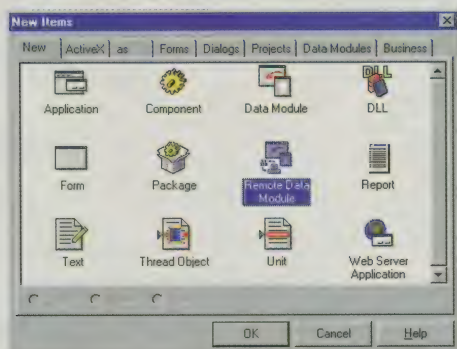 New Items
New ActiveX as Forms Dialogs Projects Data Modules Business
Application Component Data Module DLL
Form Package Remote Data Module Report
Text Thread Object Unit Web Server Application
OK Cancel Help